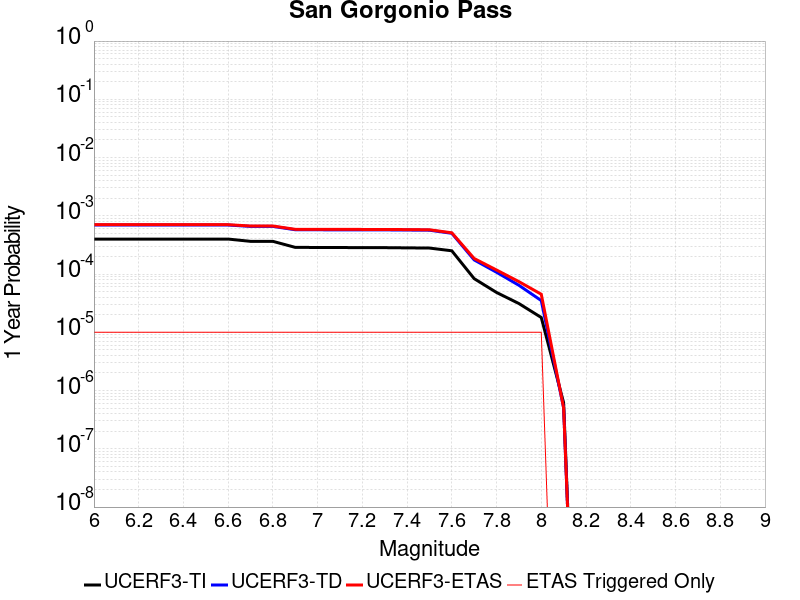 San Gorgonio Pass
1 Year Probability
10^0
10^-1
10^-2
10^-3
10^-4
10^-5
10^-6
10^-7
10^-8
6 6.2 6.4 6.6 6.8 7 7.2 7.4 7.6 7.8 8 8.2 8.4 8.6 8.8 9
Magnitude
UCERF3-TI UCERF3-TD UCERF3-ETAS ETAS Triggered Only